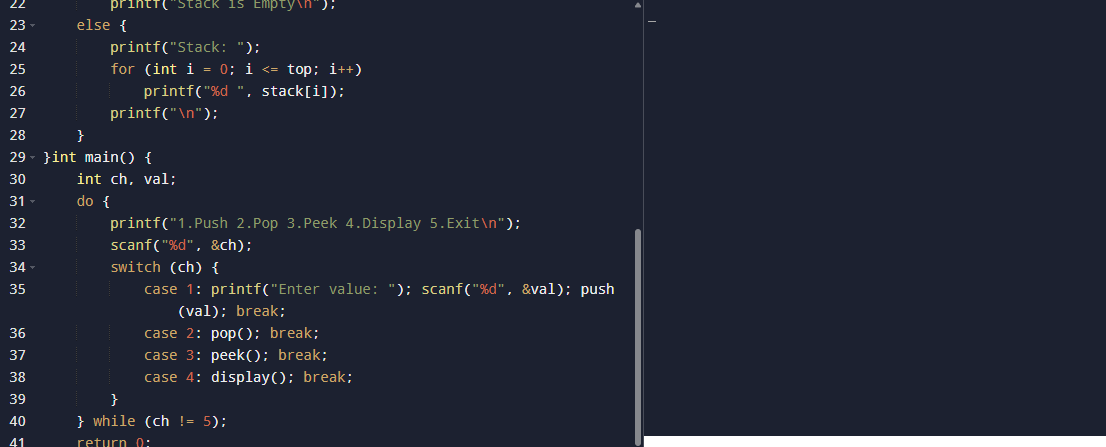 22         printf("Stack is Empty\n");
23     else {
24         printf("Stack: ");
25         for (int i = 0; i <= top; i++)
26             printf("%d ", stack[i]);
27         printf("\n");
28     }
29 }int main() {
30     int ch, val;
31     do {
32         printf("1.Push 2.Pop 3.Peek 4.Display 5.Exit\n");
33         scanf("%d", &ch);
34         switch (ch) {
35             case 1: printf("Enter value: "); scanf("%d", &val); push
                (val); break;
36             case 2: pop(); break;
37             case 3: peek(); break;
38             case 4: display(); break;
39         }
40     } while (ch != 5);
41     return 0;